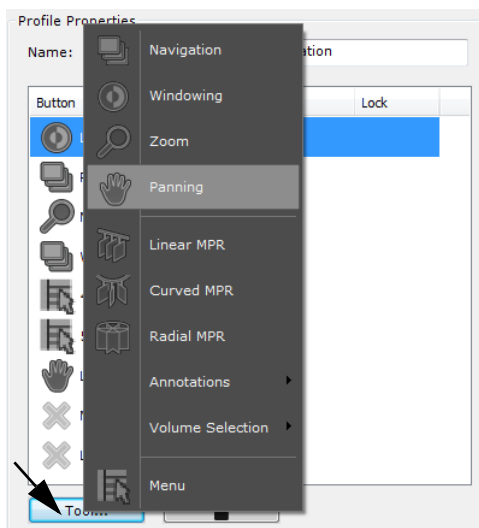 Profile Properties
Name:
ation
Button
Lock
Navigation
Windowing
Zoom
Panning
Linear MPR
Curved MPR
Radial MPR
Annotations
Volume Selection
Menu